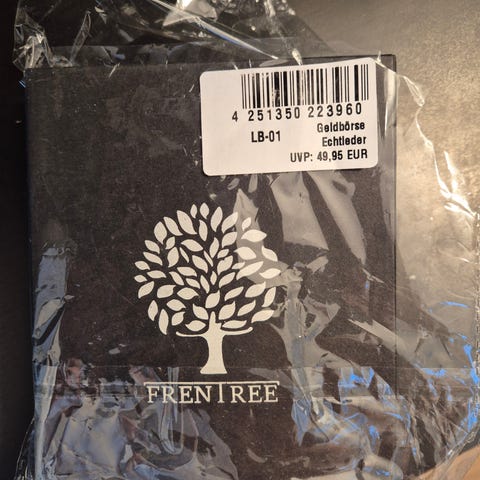 4 251350 223960
LB-01
Geldbörse
Echtleder
UVP: 49,95 EUR
FRENTREE